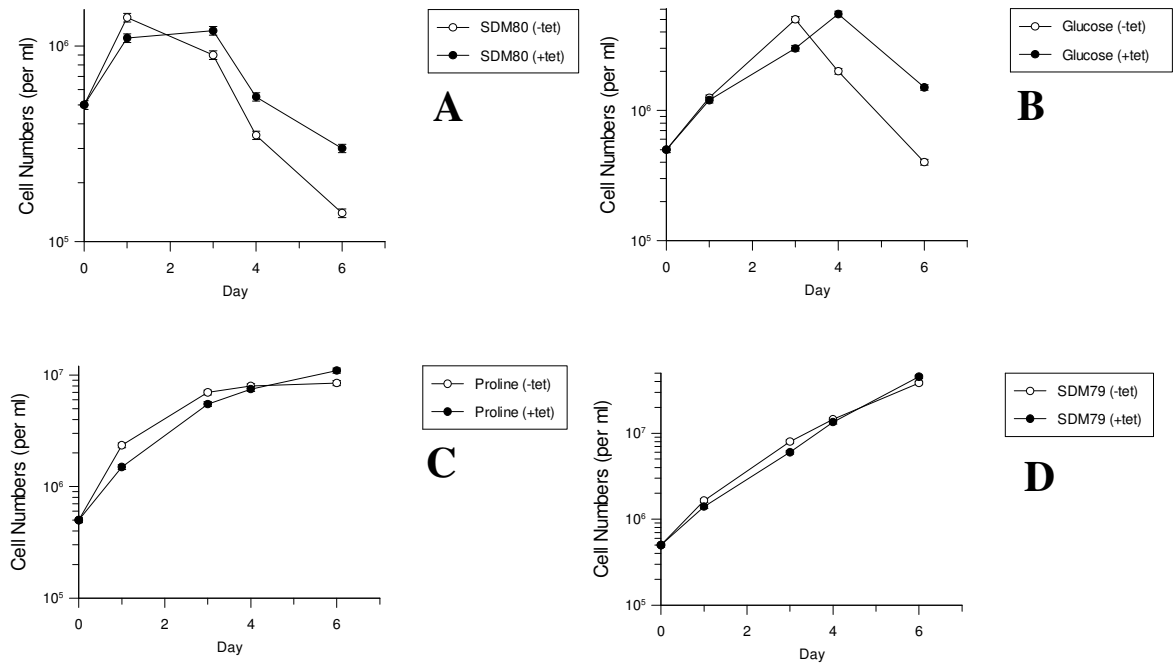 Cell Numbers (per ml)
10⁶
10⁵
0
2
4
6
Day
SDM80 (-tet)
SDM80 (+tet)
A
Cell Numbers (per ml)
10⁶
10⁵
0
2
4
6
Day
Glucose (-tet)
Glucose (+tet)
B
Cell Numbers (per ml)
10⁷
10⁶
10⁵
0
2
4
6
Day
Proline (-tet)
Proline (+tet)
C
Cell Numbers (per ml)
10⁷
10⁶
10⁵
0
2
4
6
Day
SDM79 (-tet)
SDM79 (+tet)
D